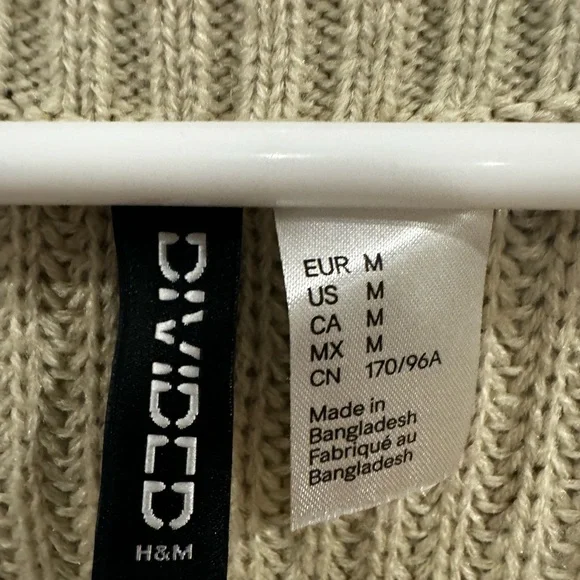 DIVIDED
H&M
EUR M
US M
CA M
MX M
CN 170/96A
Made in
Bangladesh
Fabriqué au
Bangladesh